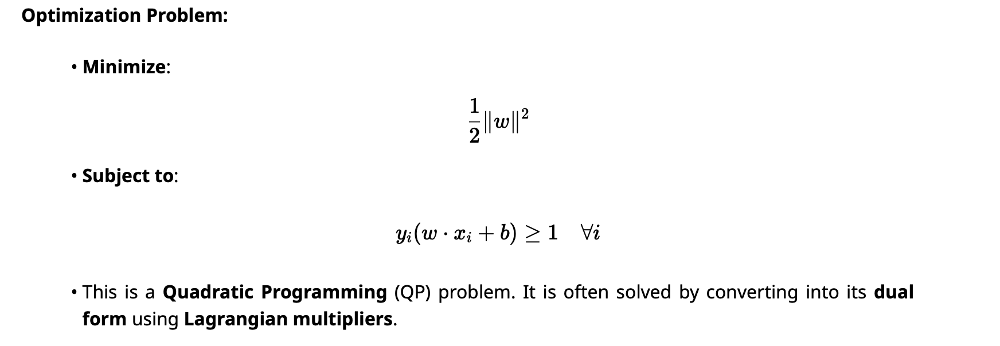 Optimization Problem:
• Minimize:
\frac{1}{2}\|w\|^2
• Subject to:
y_i(w \cdot x_i + b) \geq 1 \quad \forall i
• This is a Quadratic Programming (QP) problem. It is often solved by converting into its dual
form using Lagrangian multipliers.